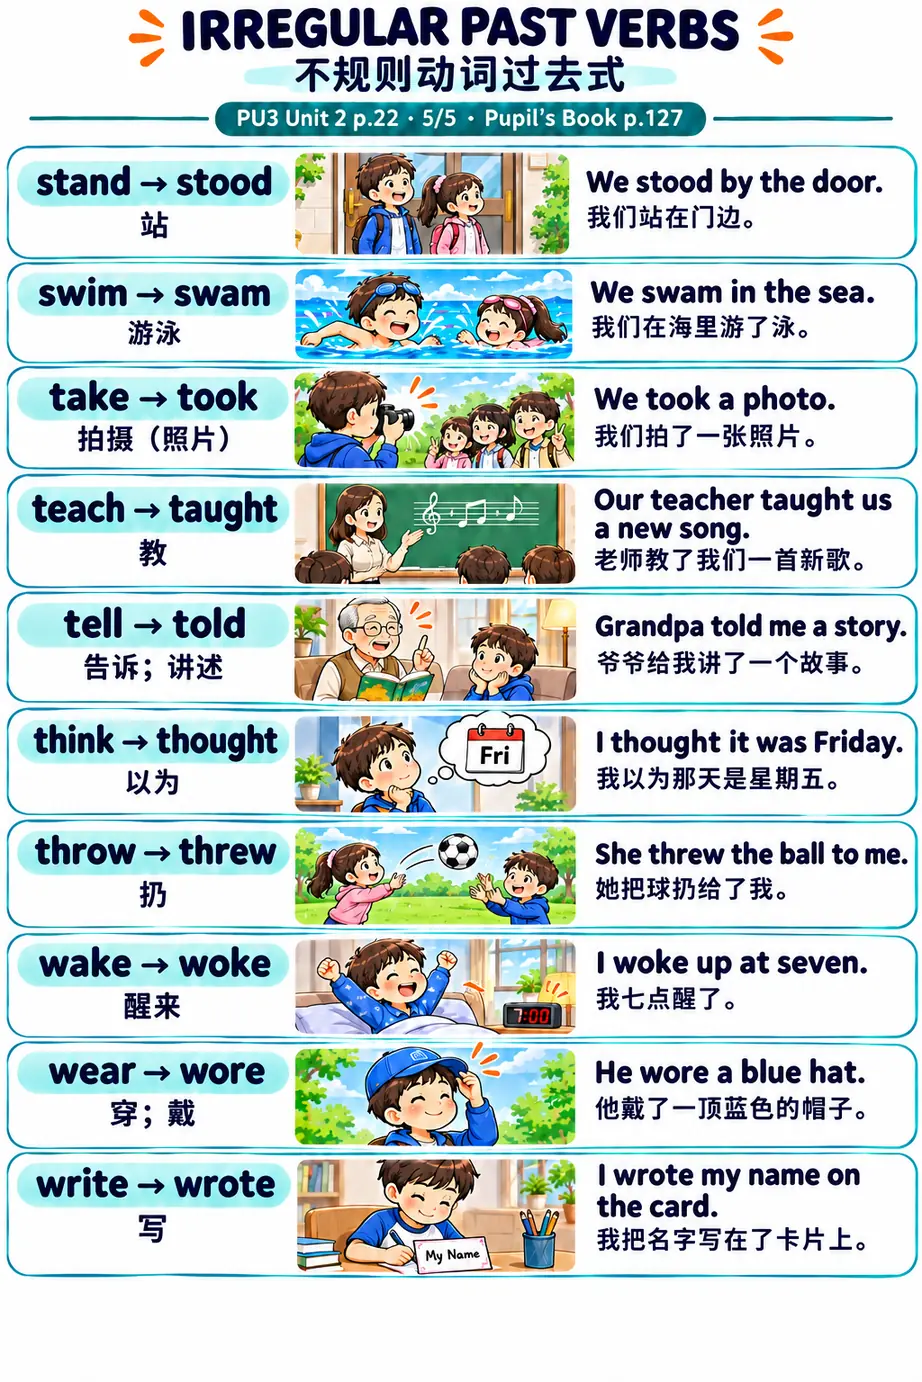 IRREGULAR PAST VERBS
不规则动词过去式
PU3 Unit 2 p.22 · 5/5 · Pupil's Book p.127
stand → stood
站
We stood by the door.
我们站在门边。
swim → swam
游泳
We swam in the sea.
我们在海里游了泳。
take → took
拍摄（照片）
We took a photo.
我们拍了一张照片。
teach → taught
教
Our teacher taught us
a new song.
老师教了我们一首新歌。
tell → told
告诉；讲述
Grandpa told me a story.
爷爷给我讲了一个故事。
think → thought
以为
Fri
I thought it was Friday.
我以为那天是星期五。
throw → threw
扔
She threw the ball to me.
她把球扔给了我。
wake → woke
醒来
7:00
I woke up at seven.
我七点醒了。
wear → wore
穿；戴
He wore a blue hat.
他戴了一顶蓝色的帽子。
write → wrote
写
My Name
I wrote my name on
the card.
我把名字写在了卡片上。